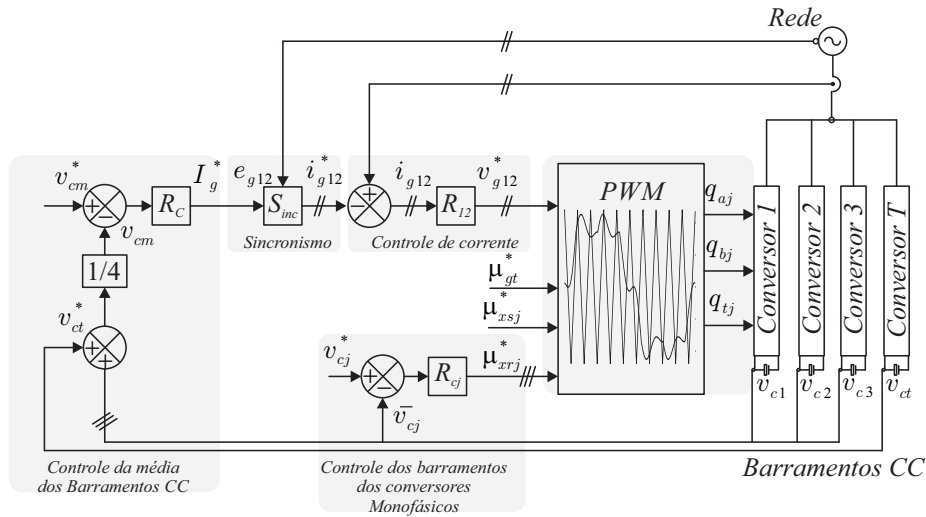 Rede
v*cm
+
−
vcm
RC
I*g
eg12
Sinc
i*g12
Sincronismo
+
−
ig12
R12
v*g12
Controle de corrente
PWM
qaj
qbj
qtj
Conversor 1
Conversor 2
Conversor 3
Conversor T
1/4
v*ct
+
+
μ*gt
μ*xsj
v*cj
+
−
Rcj
μ*xrj
v̄cj
vc1
vc2
vc3
vct
Barramentos CC
Controle da média
dos Barramentos CC
Controle dos barramentos
dos conversores
Monofásicos